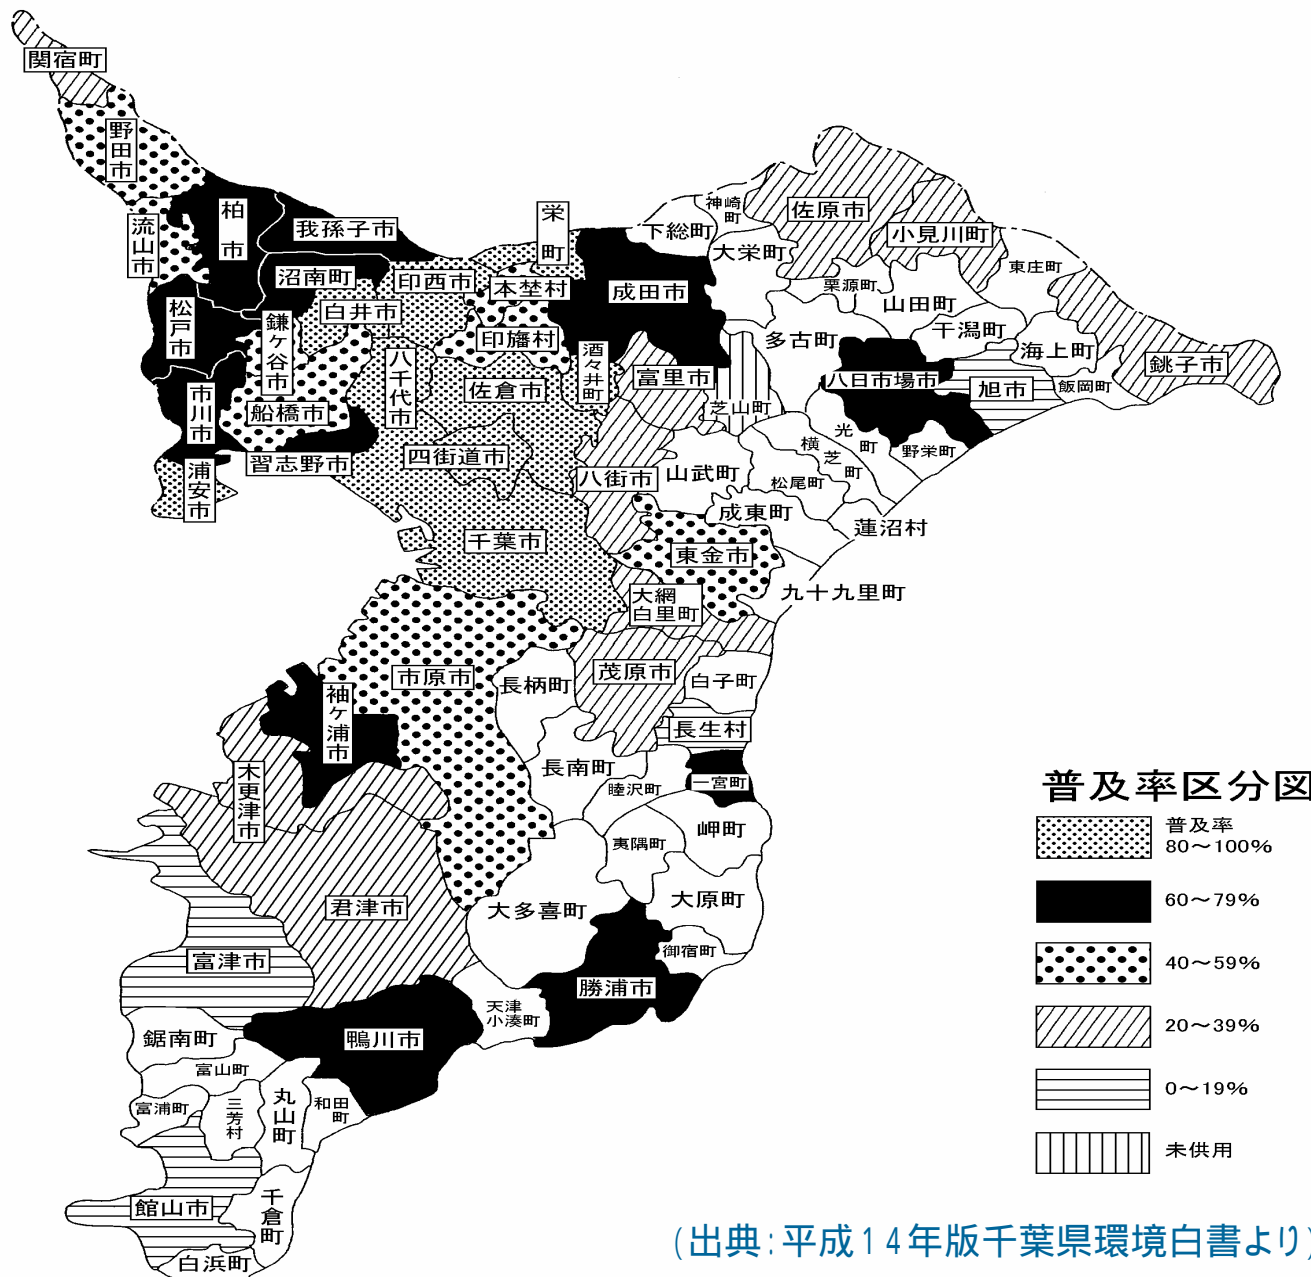 関宿町
野田市
流山市
柏市
我孫子市
沼南町
松戸市
鎌ケ谷市
白井市
印西市
栄町
本埜村
印旛村
成田市
下総町
神崎町
大栄町
佐原市
小見川町
東庄町
栗源町
山田町
多古町
干潟町
海上町
銚子市
飯岡町
旭市
八日市場市
市川市
船橋市
八千代市
佐倉市
酒々井町
富里市
芝山町
光町
野栄町
横芝町
浦安市
習志野市
四街道市
八街市
山武町
松尾町
成東町
蓮沼村
千葉市
東金市
九十九里町
大網
白里町
市原市
長柄町
茂原市
白子町
長生村
袖ケ浦市
木更津市
長南町
睦沢町
一宮町
夷隅町
岬町
君津市
大多喜町
大原町
御宿町
富津市
勝浦市
天津
小湊町
鴨川市
鋸南町
富山町
富浦町
三芳村
丸山町
和田町
館山市
千倉町
白浜町
普及率区分図
普及率
80～100%
60～79%
40～59%
20～39%
0～19%
未供用
(出典:平成14年版千葉県環境白書より)